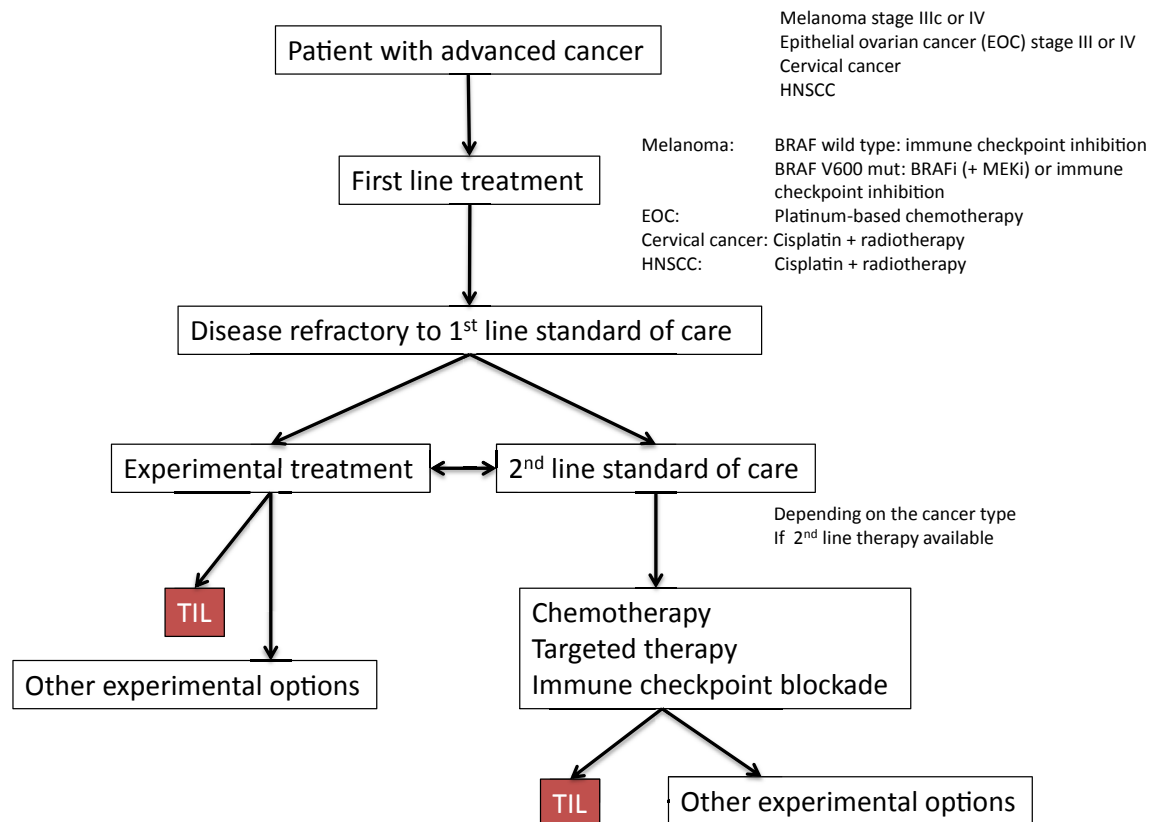 Melanoma stage IIIc or IV
Patient with advanced cancer
Epithelial ovarian cancer (EOC) stage III or IV
Cervical cancer
HNSCC
Melanoma: BRAF wild type: immune checkpoint inhibition
BRAF V600 mut: BRAFi (+ MEKi) or immune
checkpoint inhibition
First line treatment
EOC: Platinum-based chemotherapy
Cervical cancer: Cisplatin + radiotherapy
HNSCC: Cisplatin + radiotherapy
Disease refractory to 1st line standard of care
Experimental treatment
2nd line standard of care
Depending on the cancer type
If 2nd line therapy available
TIL
Other experimental options
Chemotherapy
Targeted therapy
Immune checkpoint blockade
TIL
Other experimental options